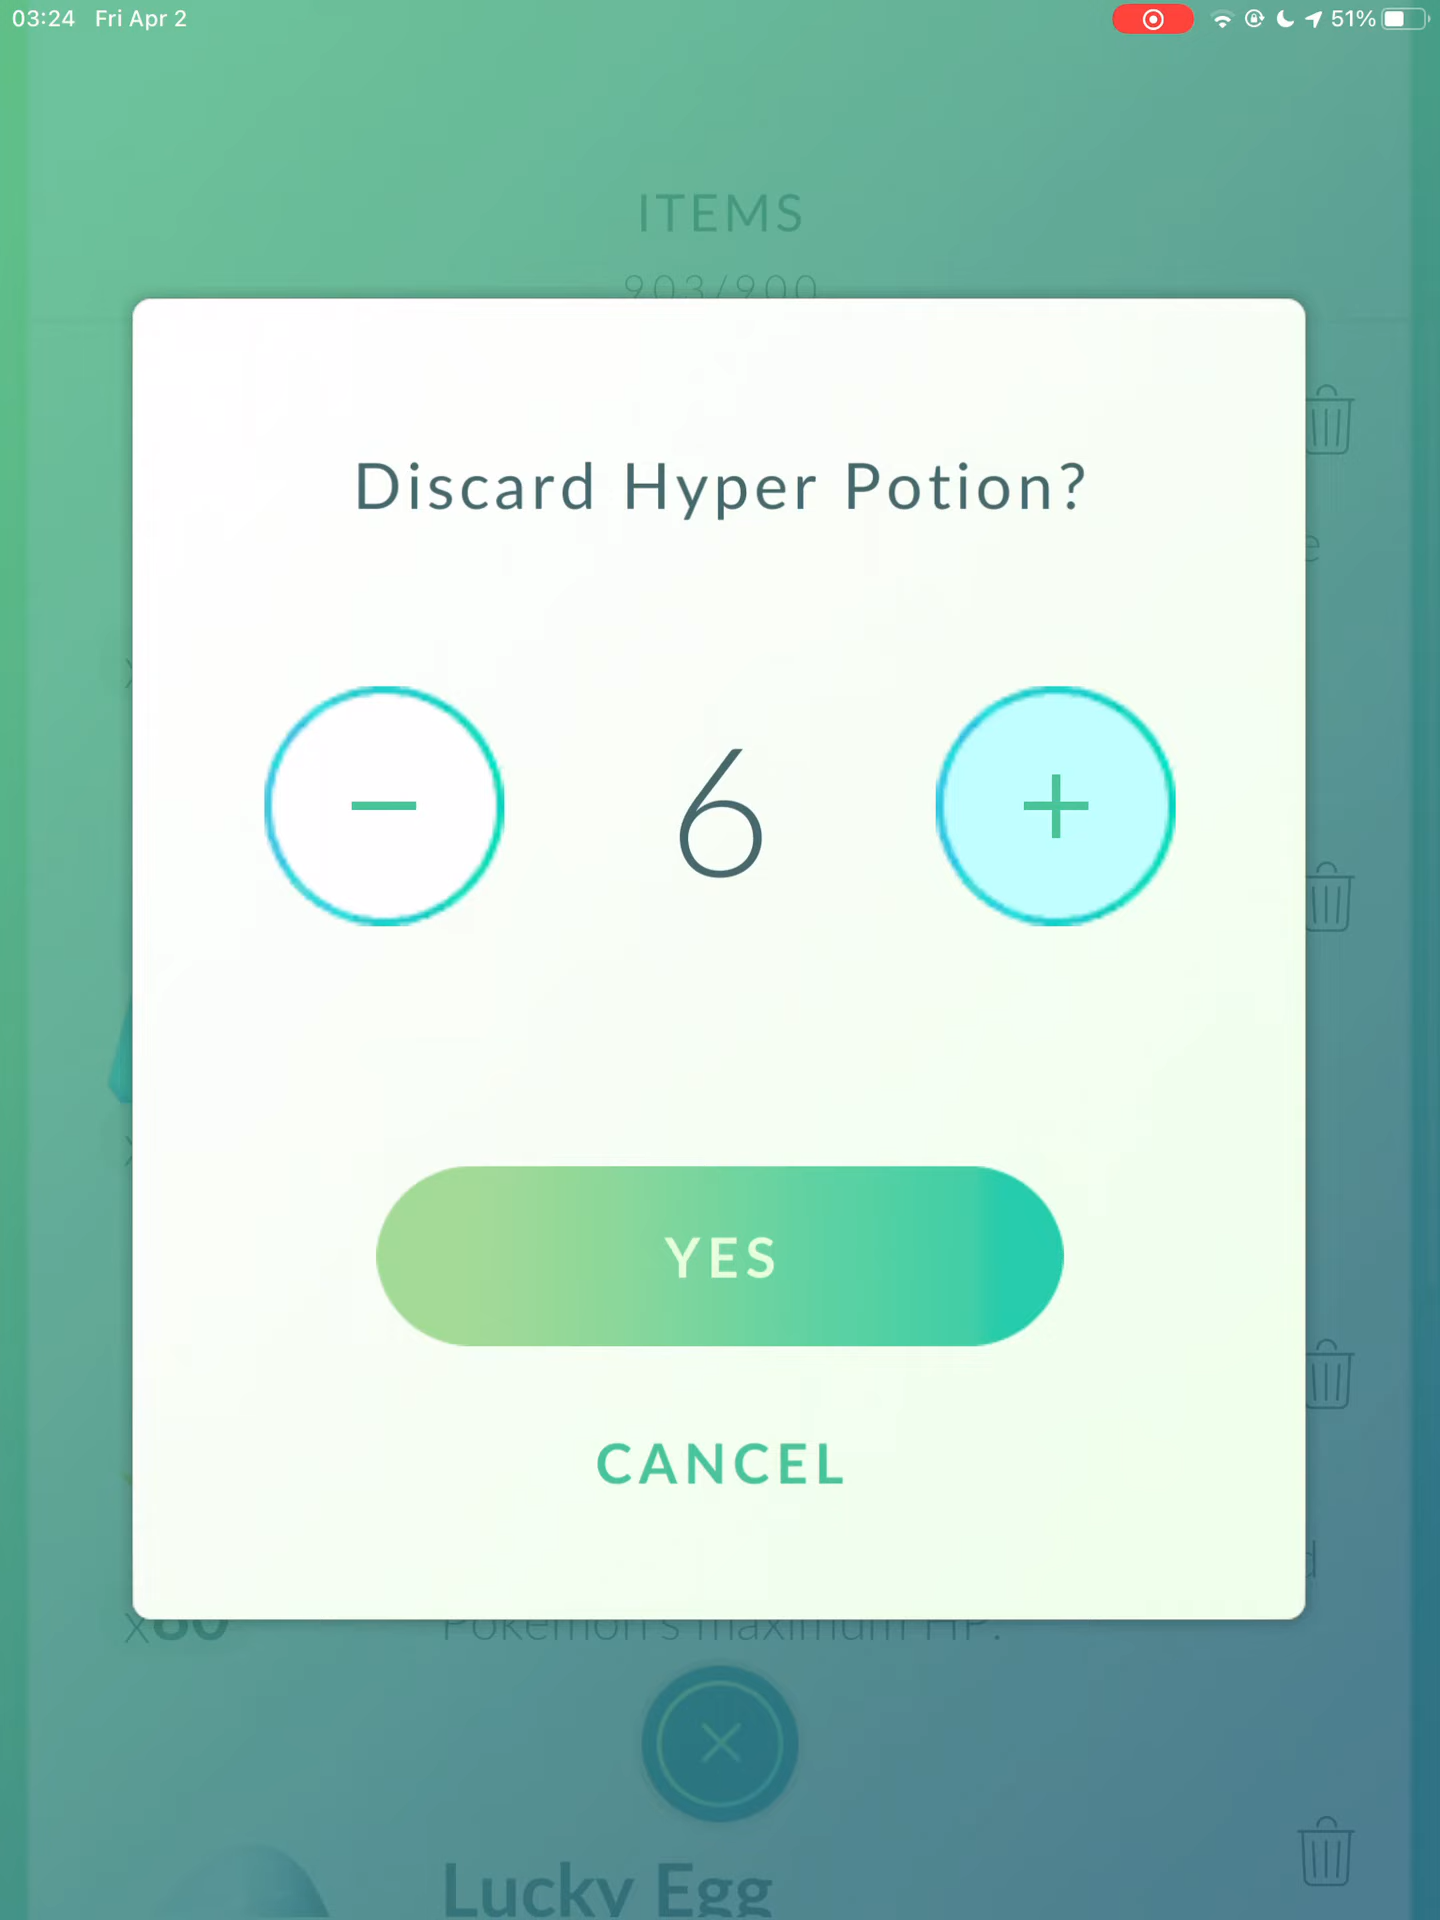 03:24 Fri Apr 2 51%
ITEMS
903/900
Discard Hyper Potion?
6
YES
CANCEL
Pokémon's maximum HP.
Lucky Egg